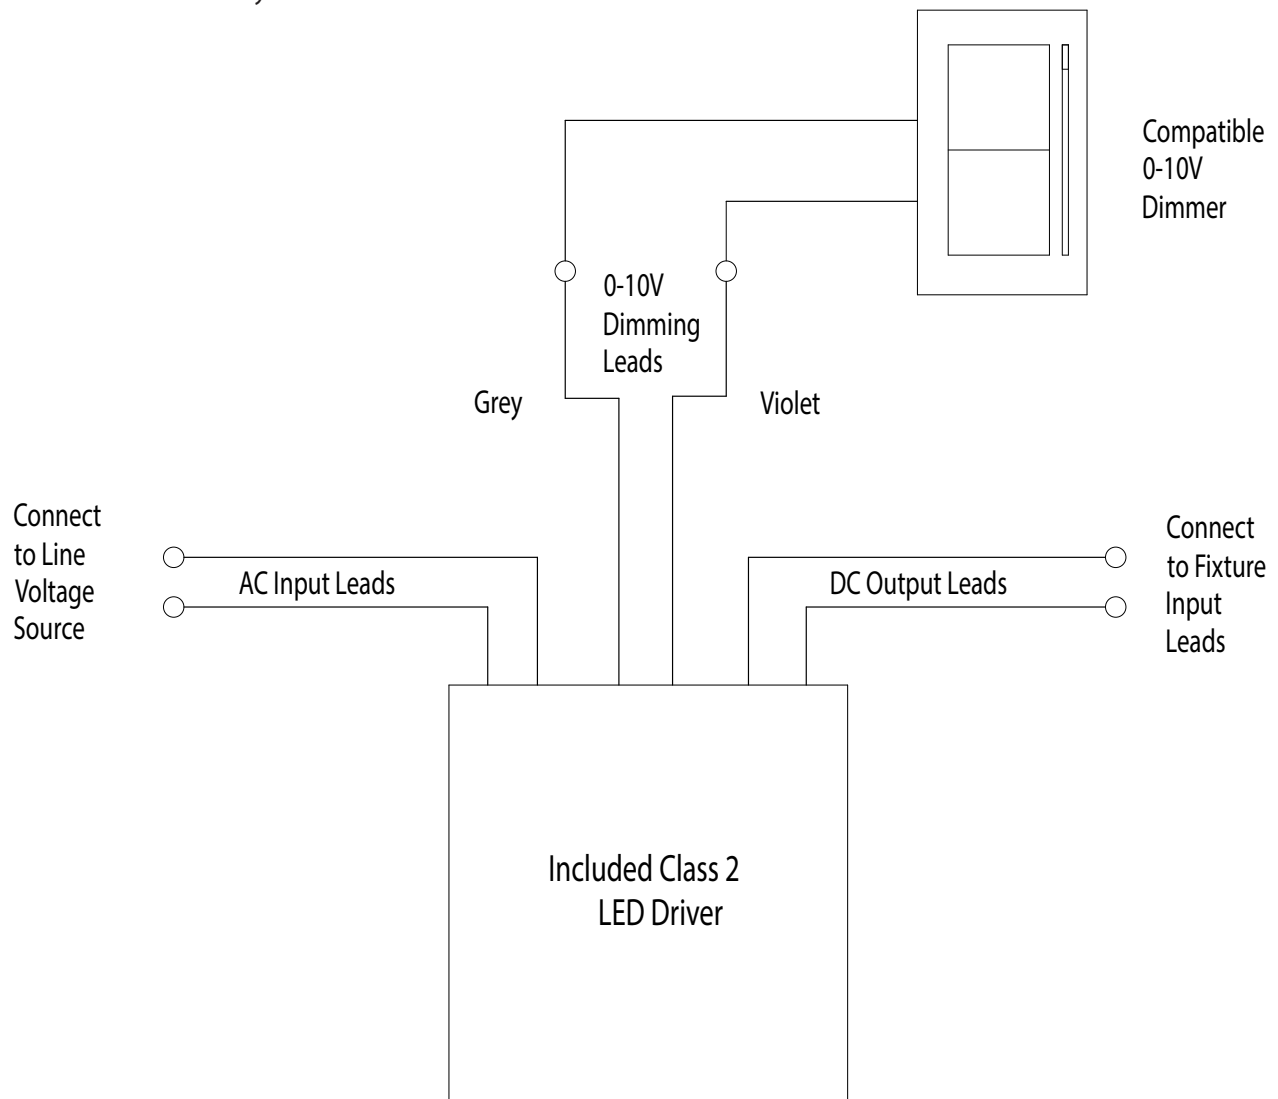 Compatible
0-10V
Dimmer
0-10V
Dimming
Leads
Grey
Violet
Connect
to Line
Voltage
Source
AC Input Leads
DC Output Leads
Connect
to Fixture
Input
Leads
Included Class 2
LED Driver